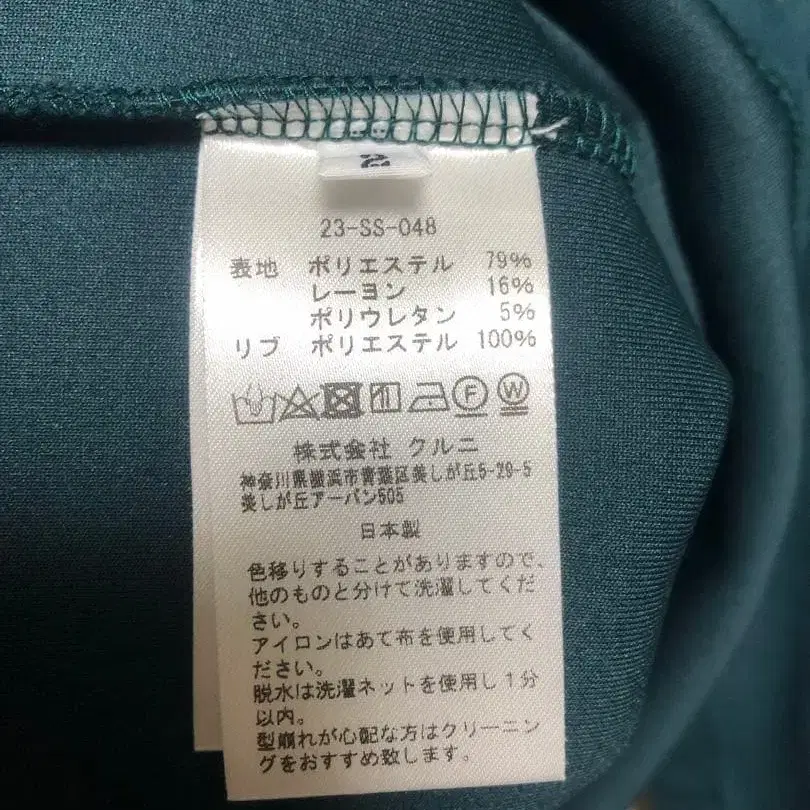 2
23-SS-048
表地 ポリエステル 79%
レーヨン 16%
ポリウレタン 5%
リブ ポリエステル 100%
F W
株式会社 クルニ
神奈川県横浜市青葉区美しが丘5-20-5
美しが丘アーバン505
日本製
色移りすることがありますので、
他のものと分けて洗濯してくだ
さい。
アイロンはあて布を使用してく
ださい。
脱水は洗濯ネットを使用し1分
以内。
型崩れが心配な方はクリーニン
グをおすすめ致します。